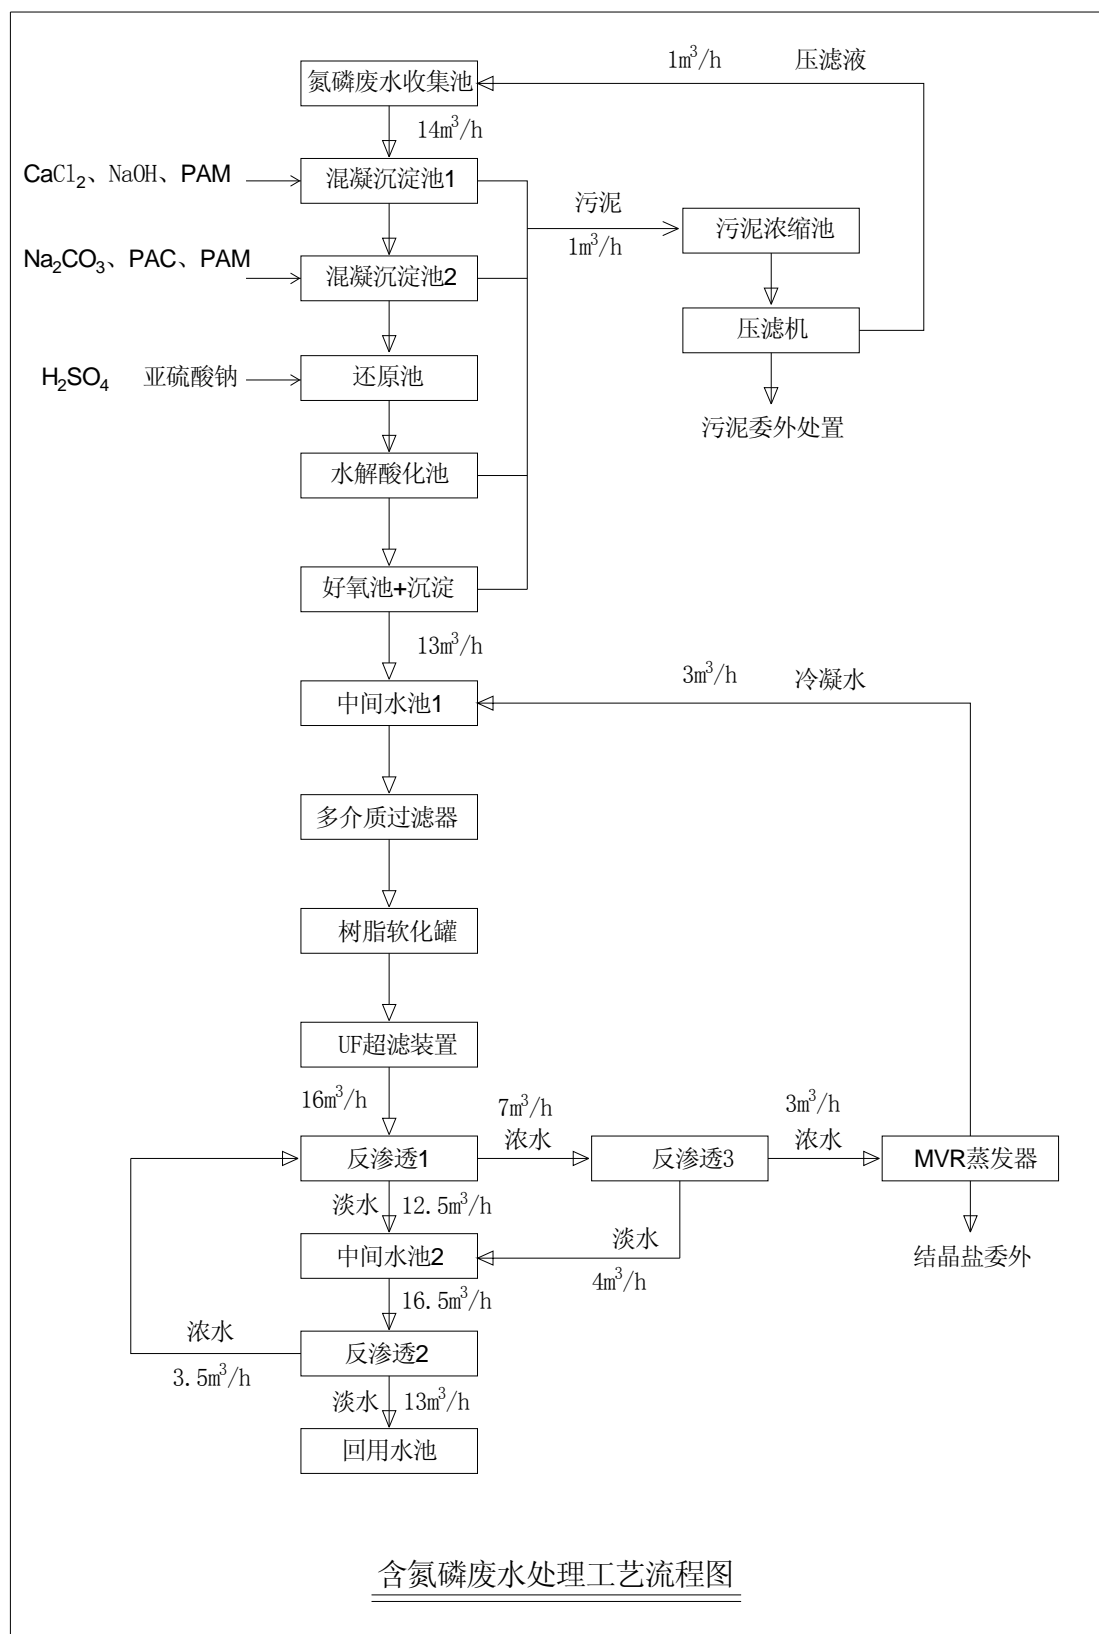 1m³/h 压滤液
氮磷废水收集池
14m³/h
CaCl₂、NaOH、PAM
混凝沉淀池1
污泥
1m³/h
污泥浓缩池
Na₂CO₃、PAC、PAM
混凝沉淀池2
压滤机
H₂SO₄ 亚硫酸钠
还原池
污泥委外处置
水解酸化池
好氧池+沉淀
13m³/h
3m³/h 冷凝水
中间水池1
多介质过滤器
树脂软化罐
UF超滤装置
16m³/h
7m³/h
浓水
3m³/h
浓水
反渗透1
反渗透3
MVR蒸发器
淡水 12.5m³/h
淡水
4m³/h
中间水池2
结晶盐委外
16.5m³/h
浓水
3.5m³/h
反渗透2
淡水 13m³/h
回用水池
含氮磷废水处理工艺流程图